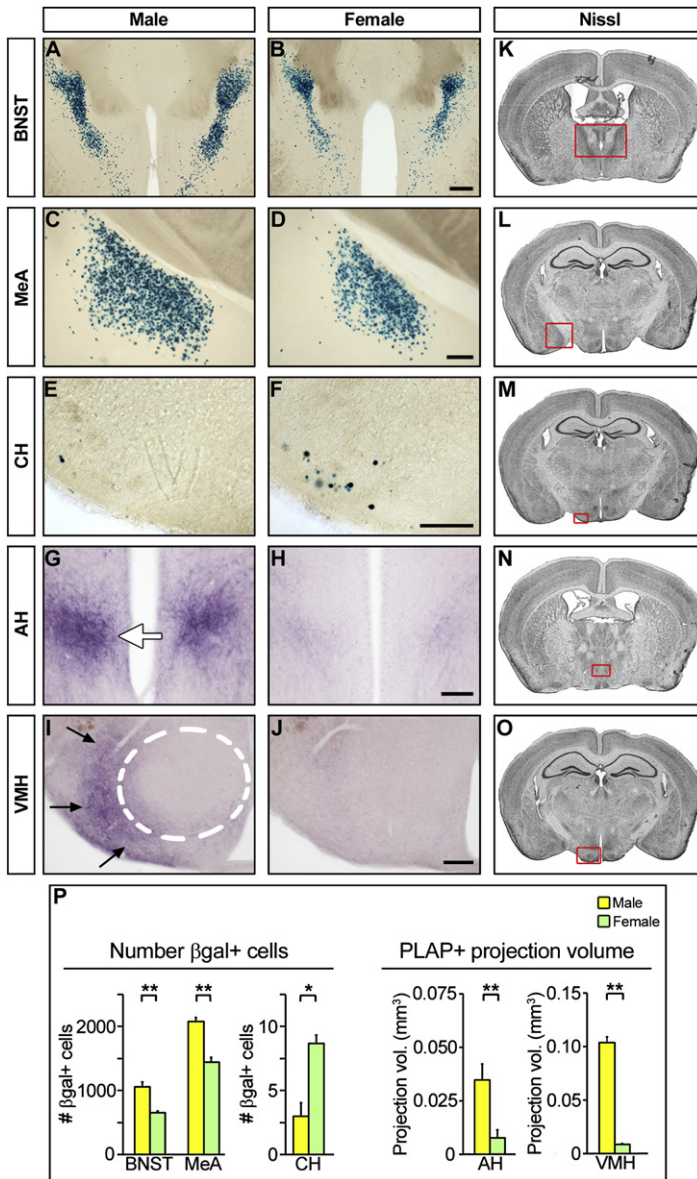 Male Female Nissl
BNST
A B K
MeA
C D L
CH
E F M
AH
G H N
VMH
I J O
P
Male
Female
Number βgal+ cells
PLAP+ projection volume
# βgal+ cells
2000
1000
0
**
**
BNST MeA
# βgal+ cells
10
5
0
*
CH
Projection vol. (mm³)
0.075
0.050
0.025
0
**
AH
Projection vol. (mm³)
0.15
0.10
0.05
0
**
VMH